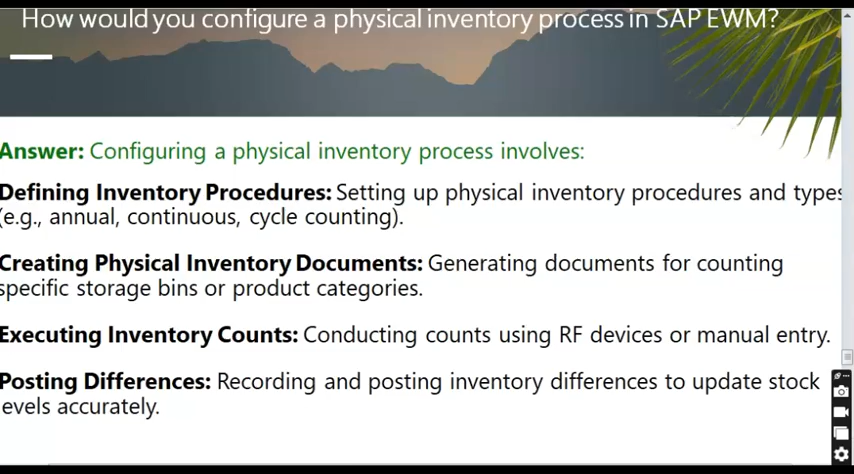 How would you configure a physical inventory process in SAP EWM?
Answer: Configuring a physical inventory process involves:
Defining Inventory Procedures: Setting up physical inventory procedures and types
(e.g., annual, continuous, cycle counting).
Creating Physical Inventory Documents: Generating documents for counting
specific storage bins or product categories.
Executing Inventory Counts: Conducting counts using RF devices or manual entry.
Posting Differences: Recording and posting inventory differences to update stock
evels accurately.